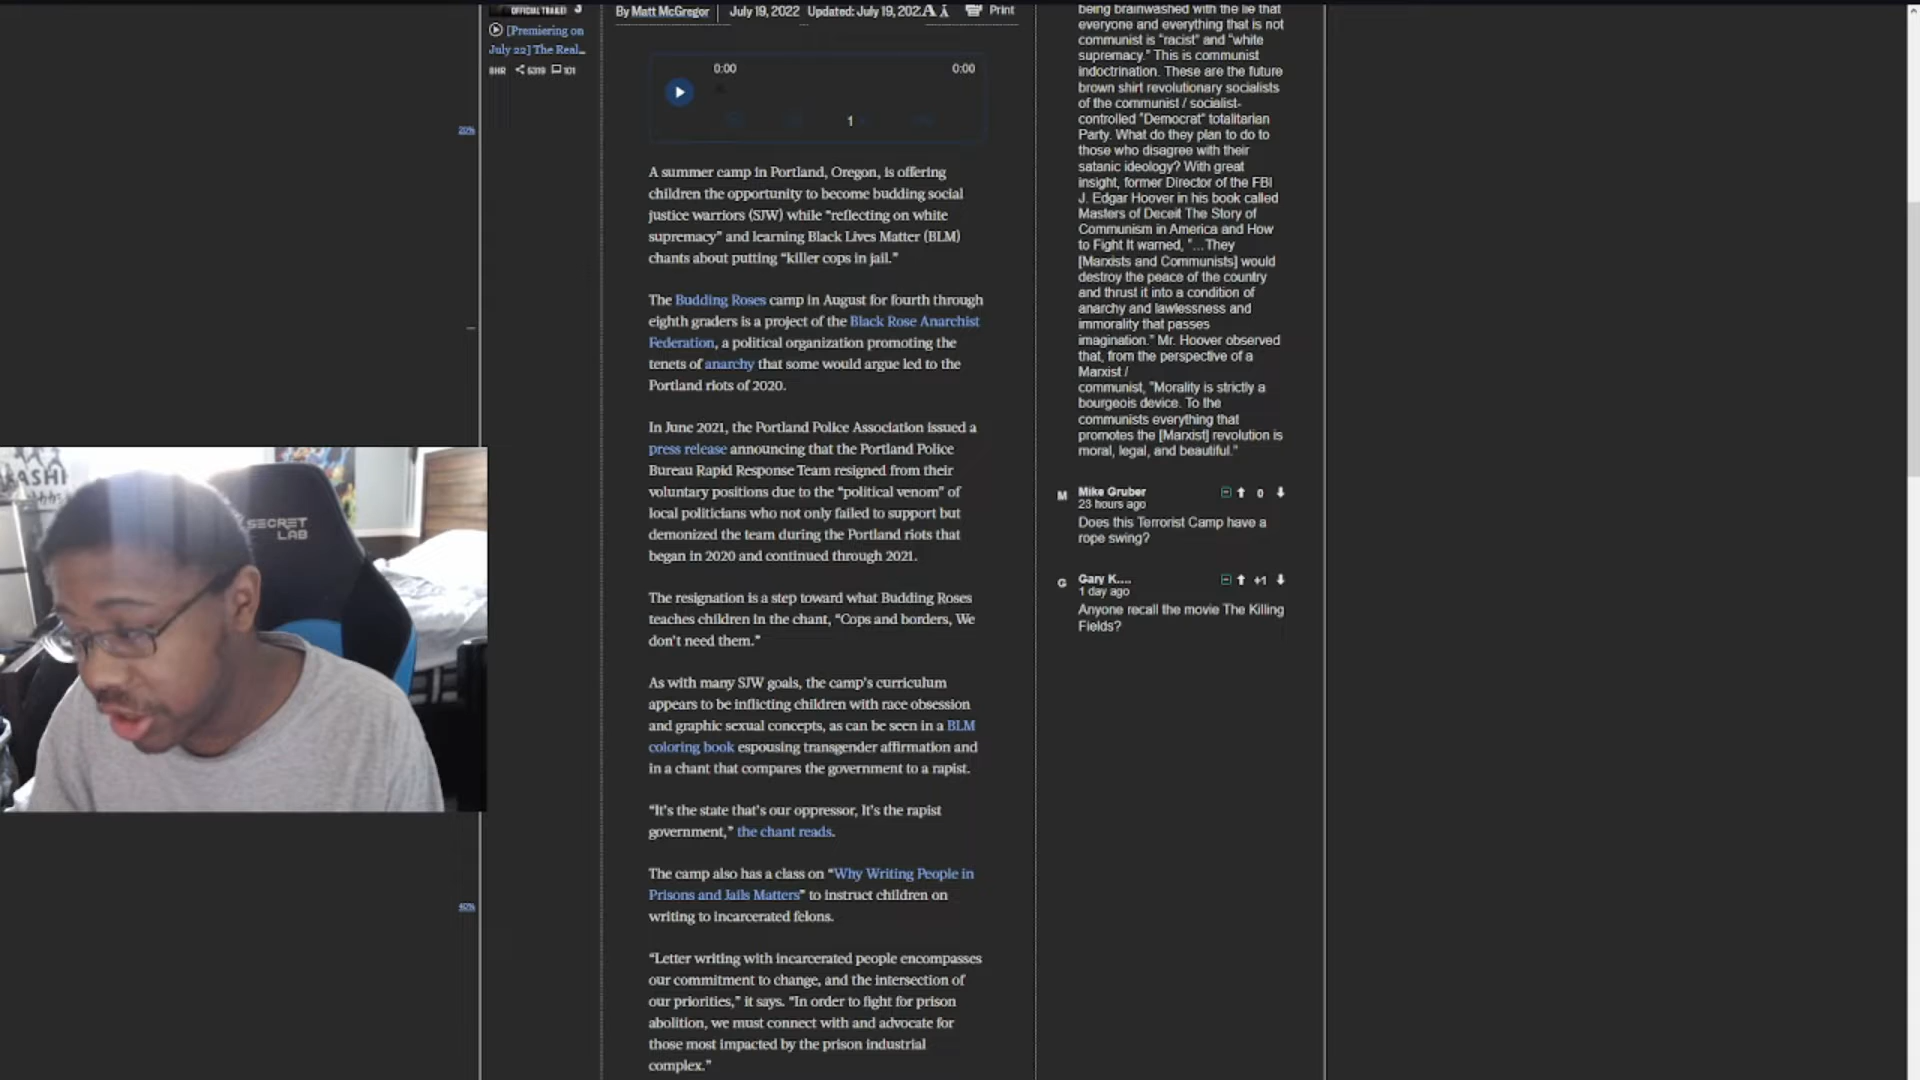 OFFICIAL TRAILER 3
[Premiering on
July 22] The Real...
8HR 5319 101
20%
40%
ASHI
SECRET
LAB
By Matt McGregor July 19, 2022 Updated: July 19, 202 A A Print
0:00 0:00
1
A summer camp in Portland, Oregon, is offering
children the opportunity to become budding social
justice warriors (SJW) while “reflecting on white
supremacy” and learning Black Lives Matter (BLM)
chants about putting “killer cops in jail.”
The Budding Roses camp in August for fourth through
eighth graders is a project of the Black Rose Anarchist
Federation, a political organization promoting the
tenets of anarchy that some would argue led to the
Portland riots of 2020.
In June 2021, the Portland Police Association issued a
press release announcing that the Portland Police
Bureau Rapid Response Team resigned from their
voluntary positions due to the “political venom” of
local politicians who not only failed to support but
demonized the team during the Portland riots that
began in 2020 and continued through 2021.
The resignation is a step toward what Budding Roses
teaches children in the chant, “Cops and borders, We
don’t need them.”
As with many SJW goals, the camp’s curriculum
appears to be inflicting children with race obsession
and graphic sexual concepts, as can be seen in a BLM
coloring book espousing transgender affirmation and
in a chant that compares the government to a rapist.
“It’s the state that’s our oppressor, It’s the rapist
government,” the chant reads.
The camp also has a class on “Why Writing People in
Prisons and Jails Matters” to instruct children on
writing to incarcerated felons.
“Letter writing with incarcerated people encompasses
our commitment to change, and the intersection of
our priorities,” it says. “In order to fight for prison
abolition, we must connect with and advocate for
those most impacted by the prison industrial
complex.”
being brainwashed with the lie that
everyone and everything that is not
communist is “racist” and “white
supremacy.” This is communist
indoctrination. These are the future
brown shirt revolutionary socialists
of the communist / socialist-
controlled “Democrat” totalitarian
Party. What do they plan to do to
those who disagree with their
satanic ideology? With great
insight, former Director of the FBI
J. Edgar Hoover in his book called
Masters of Deceit The Story of
Communism in America and How
to Fight It warned, “...They
[Marxists and Communists] would
destroy the peace of the country
and thrust it into a condition of
anarchy and lawlessness and
immorality that passes
imagination.” Mr. Hoover observed
that, from the perspective of a
Marxist /
communist, “Morality is strictly a
bourgeois device. To the
communists everything that
promotes the [Marxist] revolution is
moral, legal, and beautiful.”
M Mike Gruber 0
23 hours ago
Does this Terrorist Camp have a
rope swing?
G Gary K.... +1
1 day ago
Anyone recall the movie The Killing
Fields?